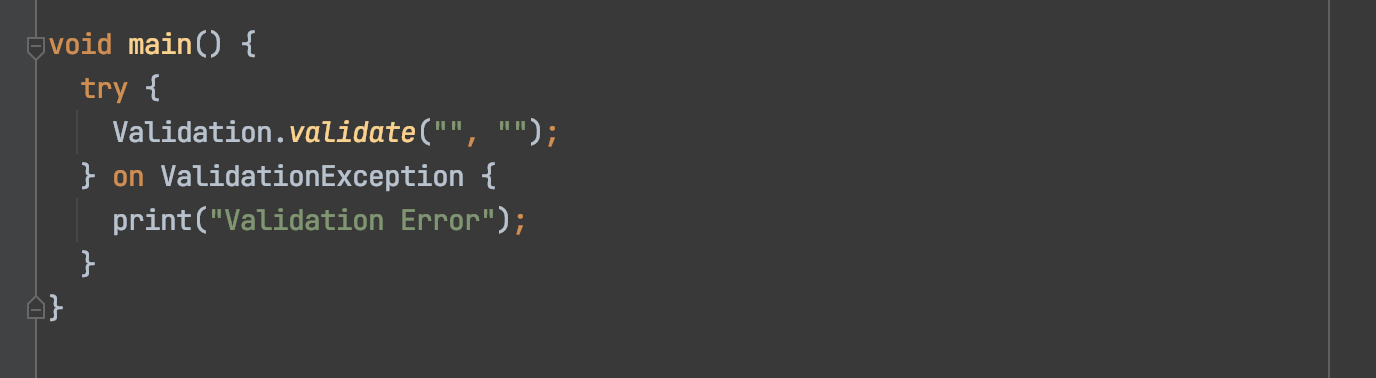 void main() {
  try {
    Validation.validate("", "");
  } on ValidationException {
    print("Validation Error");
  }
}